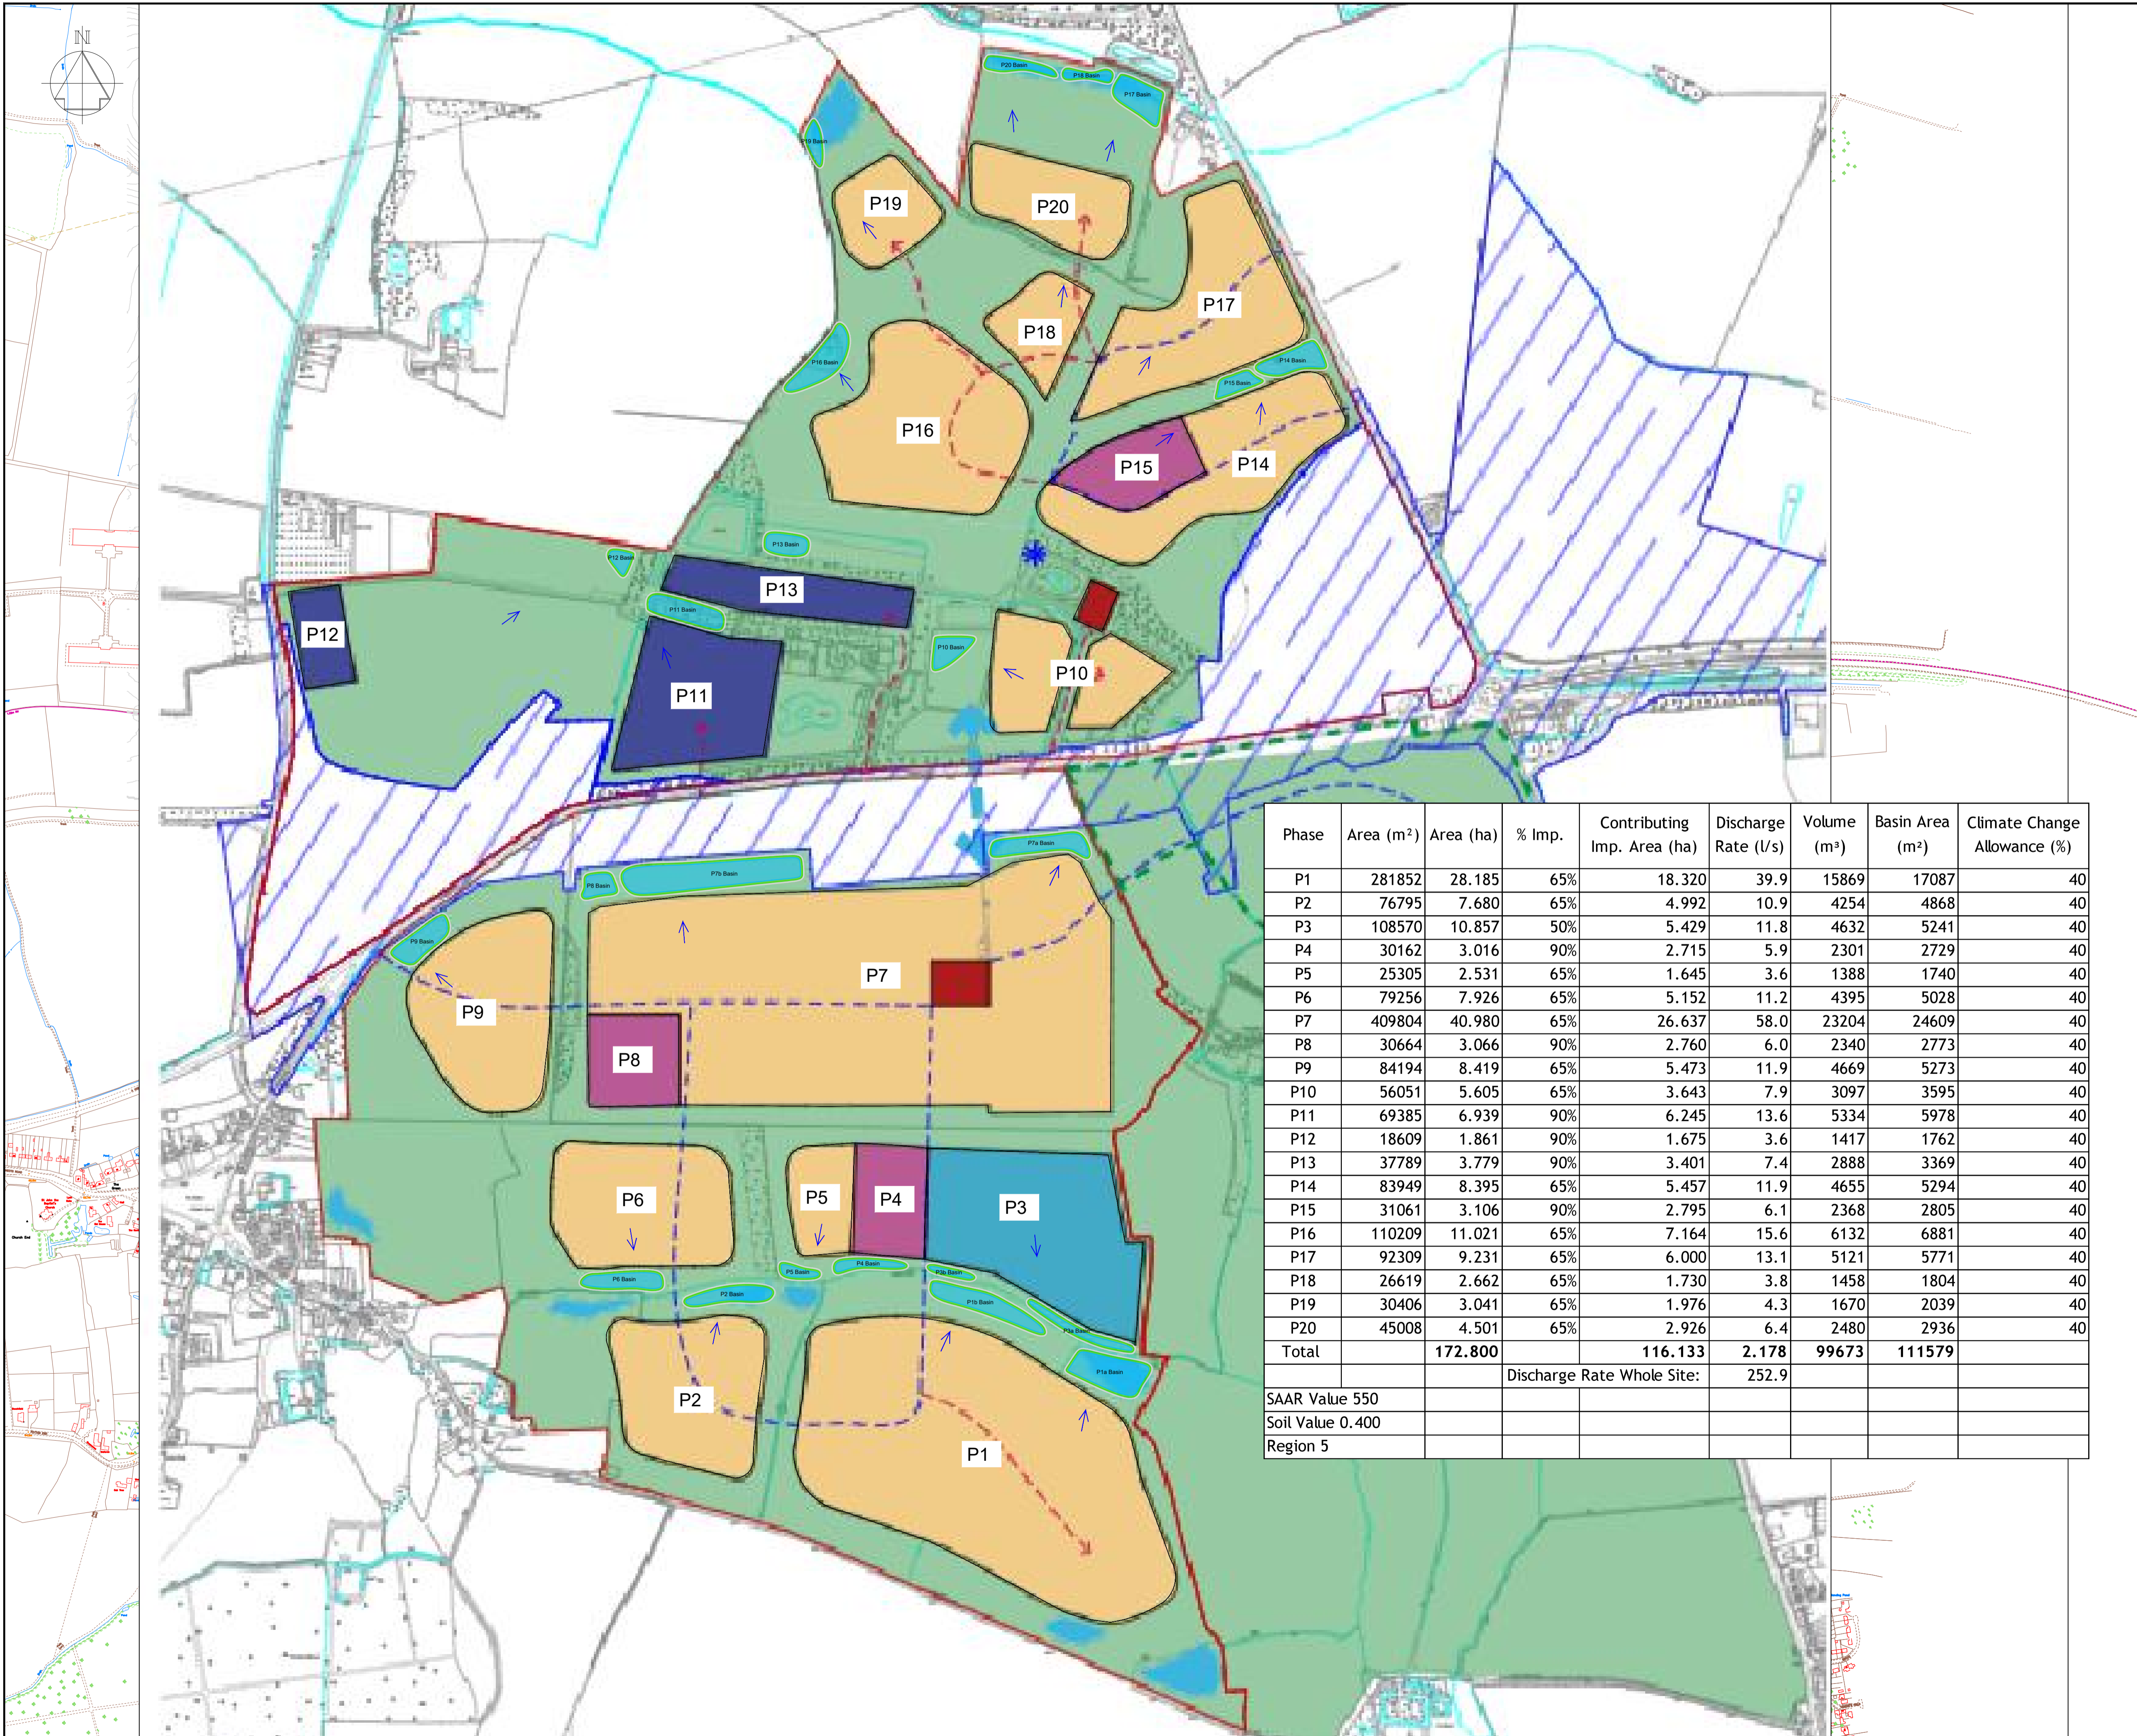 N
P20 Basin
P18 Basin
P17 Basin
P19 Basin
P19
P20
P17
P18
P16 Basin
P14 Basin
P15 Basin
P16
P15
P14
P13 Basin
P12 Basin
P13
P11 Basin
P12
P10 Basin
P11
P10
P7a Basin
P7b Basin
P8 Basin
P9 Basin
P7
P9
P8
P6
P5
P4
P3
P6 Basin
P5 Basin
P4 Basin
P3b Basin
P2 Basin
P1b Basin
P3a Basin
P1a Basin
P2
P1
Church End
Phase Area (m²) Area (ha) % Imp. Contributing Imp. Area (ha) Discharge Rate (l/s) Volume (m³) Basin Area (m²) Climate Change Allowance (%)
P1 281852 28.185 65% 18.320 39.9 15869 17087 40
P2 76795 7.680 65% 4.992 10.9 4254 4868 40
P3 108570 10.857 50% 5.429 11.8 4632 5241 40
P4 30162 3.016 90% 2.715 5.9 2301 2729 40
P5 25305 2.531 65% 1.645 3.6 1388 1740 40
P6 79256 7.926 65% 5.152 11.2 4395 5028 40
P7 409804 40.980 65% 26.637 58.0 23204 24609 40
P8 30664 3.066 90% 2.760 6.0 2340 2773 40
P9 84194 8.419 65% 5.473 11.9 4669 5273 40
P10 56051 5.605 65% 3.643 7.9 3097 3595 40
P11 69385 6.939 90% 6.245 13.6 5334 5978 40
P12 18609 1.861 90% 1.675 3.6 1417 1762 40
P13 37789 3.779 90% 3.401 7.4 2888 3369 40
P14 83949 8.395 65% 5.457 11.9 4655 5294 40
P15 31061 3.106 90% 2.795 6.1 2368 2805 40
P16 110209 11.021 65% 7.164 15.6 6132 6881 40
P17 92309 9.231 65% 6.000 13.1 5121 5771 40
P18 26619 2.662 65% 1.730 3.8 1458 1804 40
P19 30406 3.041 65% 1.976 4.3 1670 2039 40
P20 45008 4.501 65% 2.926 6.4 2480 2936 40
Total 172.800 116.133 2.178 99673 111579
Discharge Rate Whole Site: 252.9
SAAR Value 550
Soil Value 0.400
Region 5